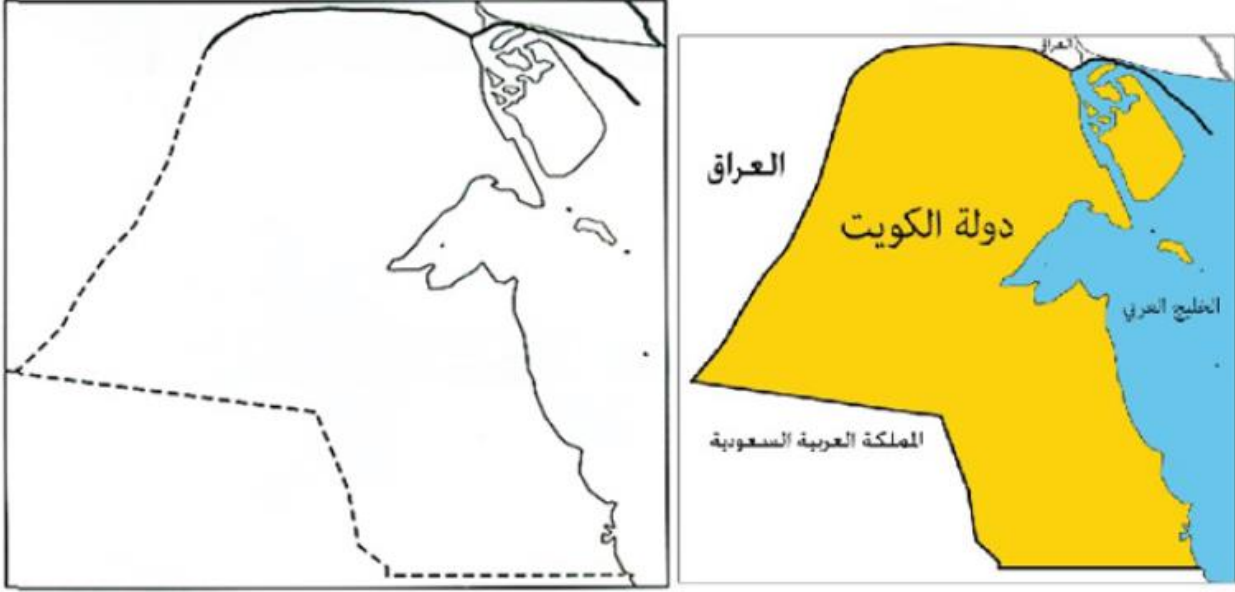 العراق
العراق
دولة الكويت
الخليج العربي
المملكة العربية السعودية